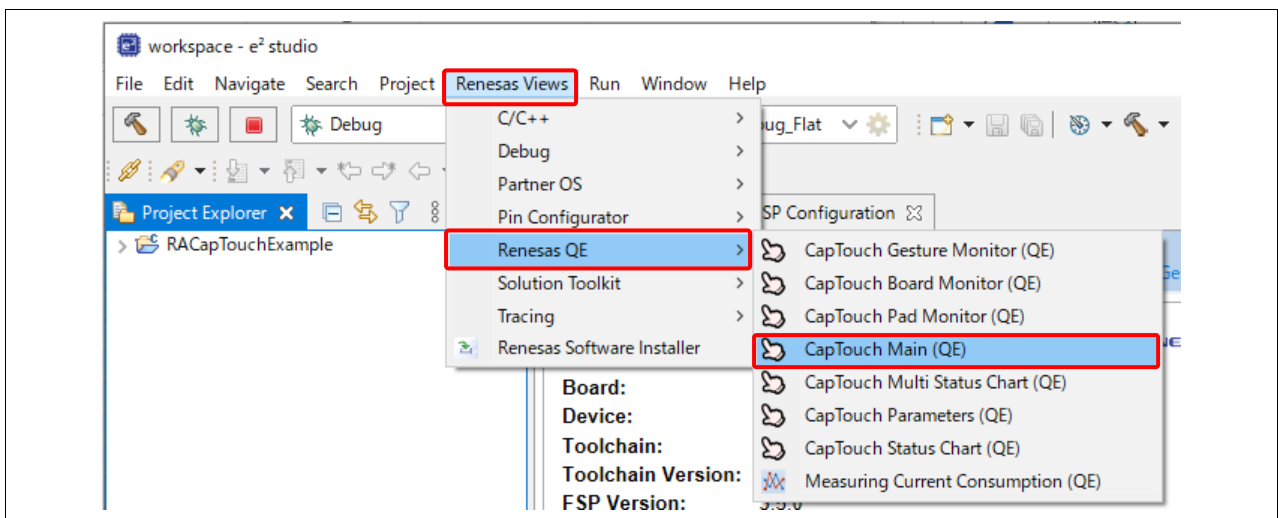 workspace - e² studio
File Edit Navigate Search Project Renesas Views Run Window Help
Debug
ug_Flat
C/C++
Debug
Partner OS
Pin Configurator
Renesas QE
Solution Toolkit
Tracing
Renesas Software Installer
Project Explorer
SP Configuration
RACapTouchExample
CapTouch Gesture Monitor (QE)
CapTouch Board Monitor (QE)
CapTouch Pad Monitor (QE)
CapTouch Main (QE)
CapTouch Multi Status Chart (QE)
CapTouch Parameters (QE)
CapTouch Status Chart (QE)
Measuring Current Consumption (QE)
Board:
Device:
Toolchain:
Toolchain Version:
FSP Version: 3.5.0